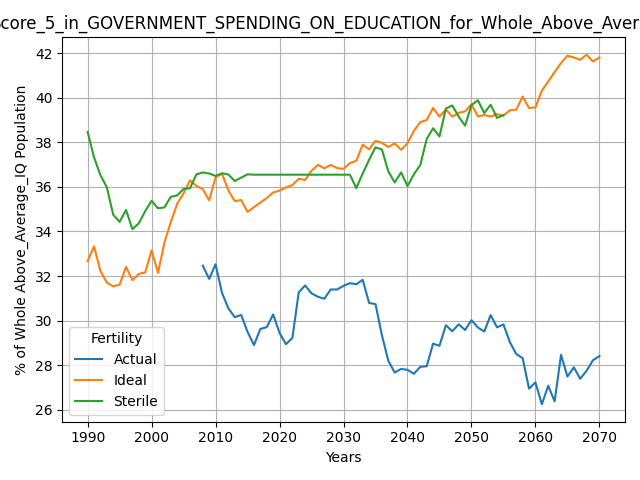 core_5_in_GOVERNMENT_SPENDING_ON_EDUCATION_for_Whole_Above_Aver
% of Whole Above_Average_IQ Population
42
40
38
36
34
32
30
28
26
Fertility
Actual
Ideal
Sterile
1990 2000 2010 2020 2030 2040 2050 2060 2070
Years